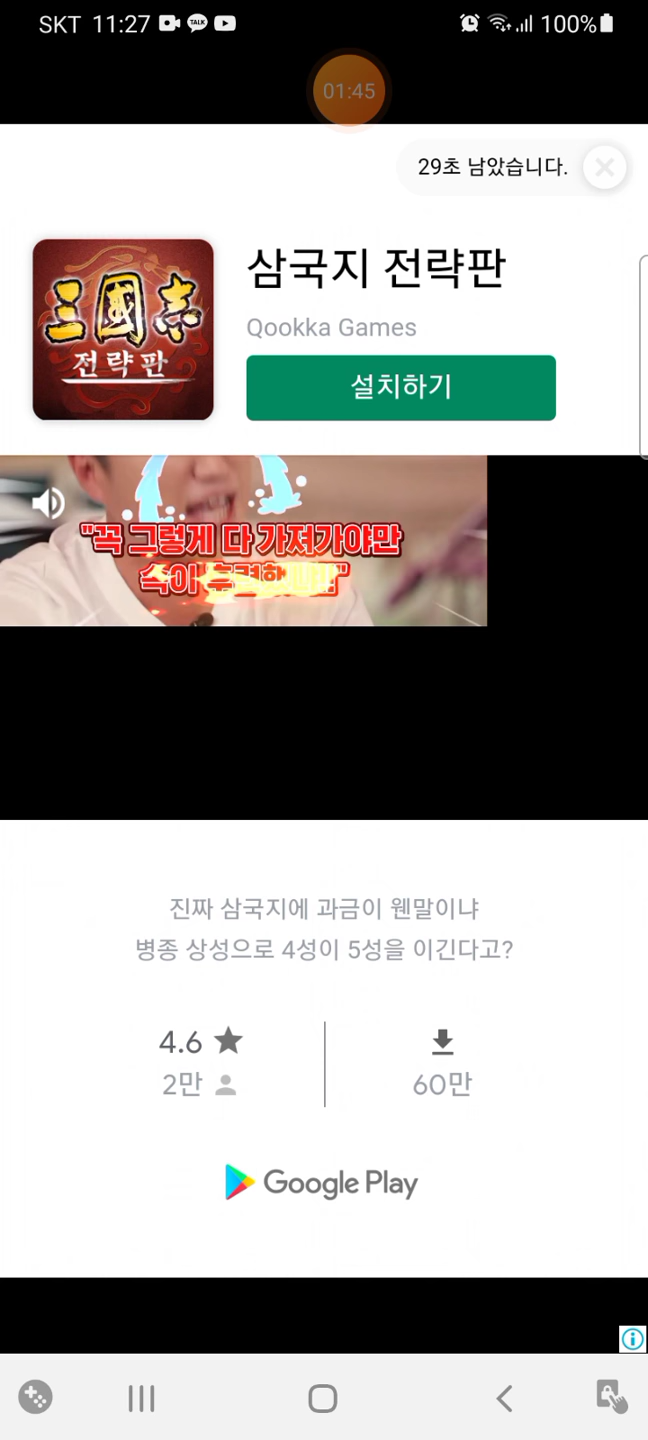 SKT 11:27 TALK 100%
01:45
29초 남았습니다.
三國志
전략판
삼국지 전략판
Qookka Games
설치하기
"꼭 그렇게 다 가져가야만
속이
진짜 삼국지에 과금이 웬말이냐
병종 상성으로 4성이 5성을 이긴다고?
4.6
2만
60만
Google Play